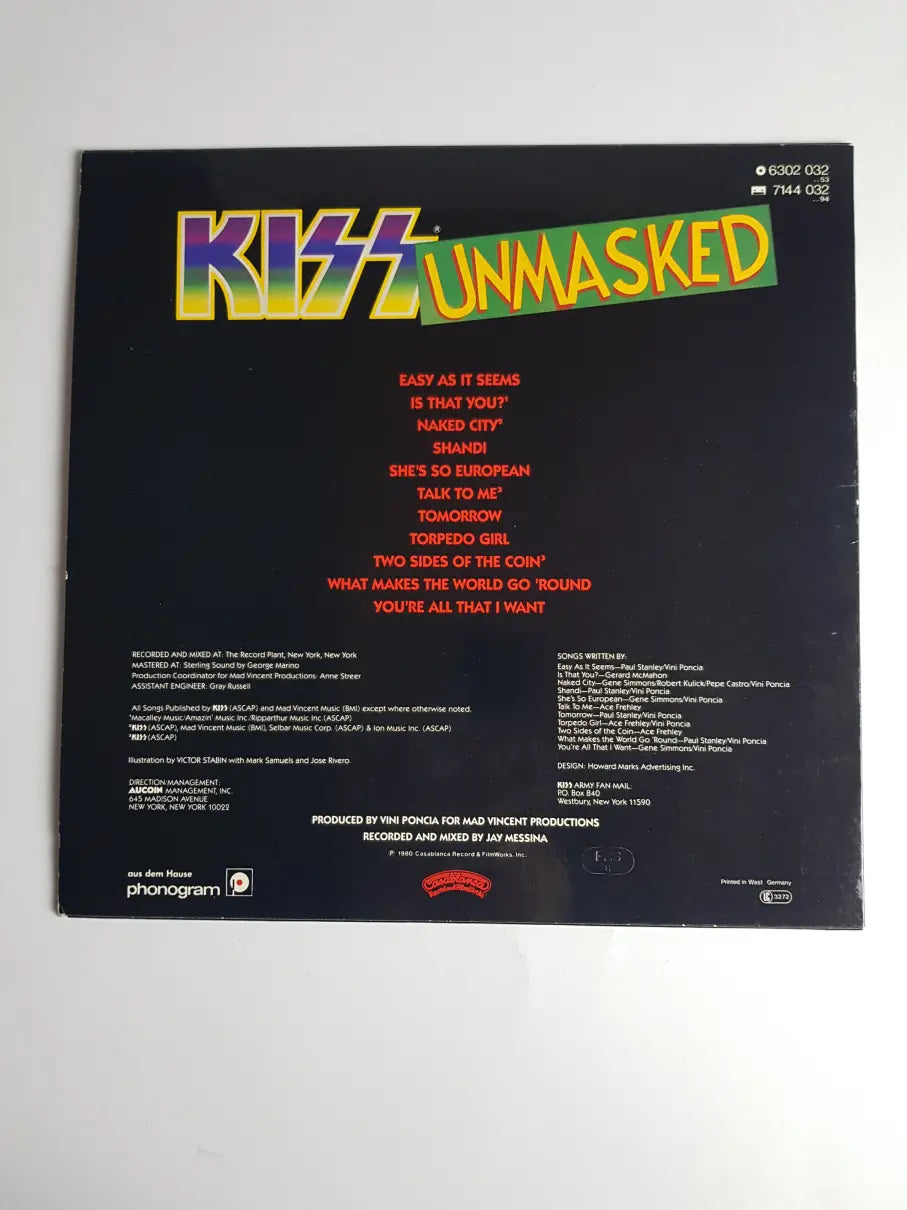 6302 032
..53
7144 032
..94
KISS®
UNMASKED
EASY AS IT SEEMS
IS THAT YOU?¹
NAKED CITY²
SHANDI
SHE'S SO EUROPEAN
TALK TO ME³
TOMORROW
TORPEDO GIRL
TWO SIDES OF THE COIN³
WHAT MAKES THE WORLD GO 'ROUND
YOU'RE ALL THAT I WANT
RECORDED AND MIXED AT: The Record Plant, New York, New York
MASTERED AT: Sterling Sound by George Marino
Production Coordinator for Mad Vincent Productions: Anne Streer
ASSISTANT ENGINEER: Gray Russell
All Songs Published by KISS (ASCAP) and Mad Vincent Music (BMI) except where otherwise noted.
¹Macalley Music/Amazin' Music Inc./Ripparthur Music Inc.(ASCAP)
²KISS (ASCAP), Mad Vincent Music (BMI), Selbar Music Corp. (ASCAP) & Ion Music Inc. (ASCAP)
³KISS (ASCAP)
Illustration by VICTOR STABIN with Mark Samuels and Jose Rivero.
DIRECTION/MANAGEMENT:
AUCOIN MANAGEMENT, INC.
645 MADISON AVENUE
NEW YORK, NEW YORK 10022
SONGS WRITTEN BY:
Easy As It Seems—Paul Stanley/Vini Poncia
Is That You?—Gerard McMahon
Naked City—Gene Simmons/Robert Kulick/Pepe Castro/Vini Poncia
Shandi—Paul Stanley/Vini Poncia
She's So European—Gene Simmons/Vini Poncia
Talk To Me—Ace Frehley
Tomorrow—Paul Stanley/Vini Poncia
Torpedo Girl—Ace Frehley/Vini Poncia
Two Sides of the Coin—Ace Frehley
What Makes the World Go 'Round—Paul Stanley/Vini Poncia
You're All That I Want—Gene Simmons/Vini Poncia
DESIGN: Howard Marks Advertising Inc.
KISS ARMY FAN MAIL:
P.O. Box 840
Westbury, New York 11590
PRODUCED BY VINI PONCIA FOR MAD VINCENT PRODUCTIONS
RECORDED AND MIXED BY JAY MESSINA
℗ 1980 Casablanca Record & FilmWorks, Inc.
aus dem Hause
phonogram
Casablanca
Record and FilmWorks
Printed in West Germany
LC 3272